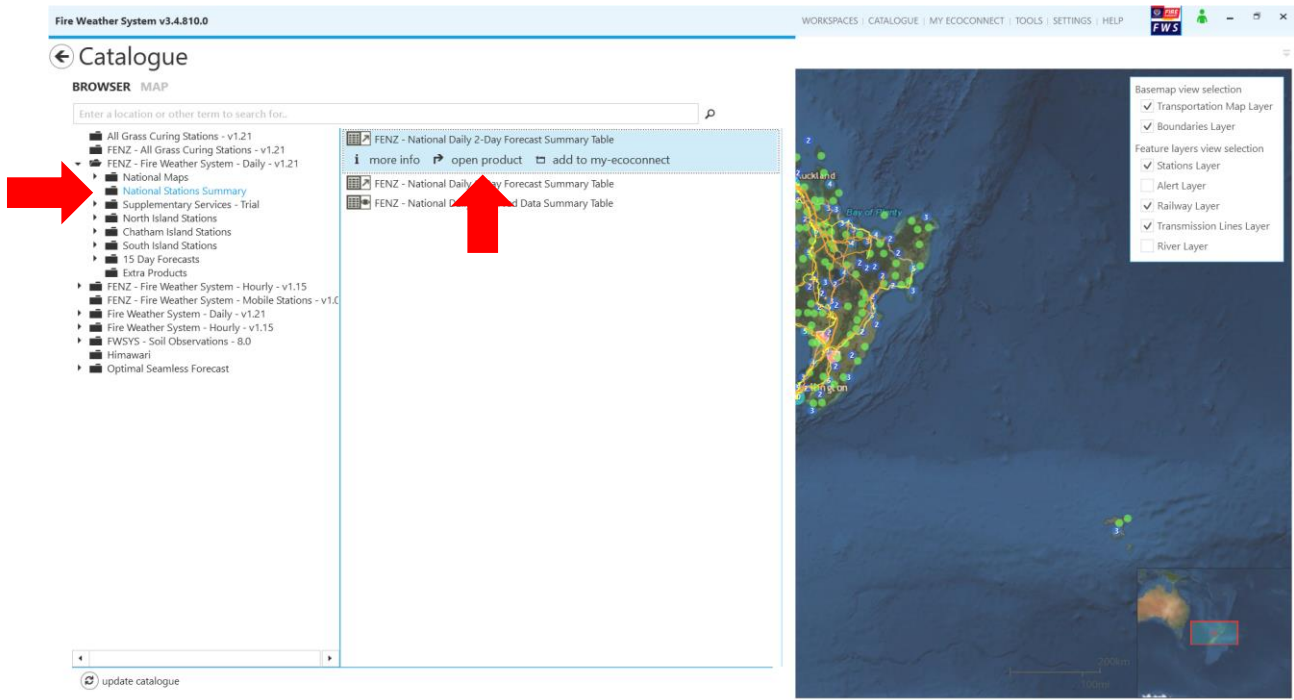 Fire Weather System v3.4.810.0
WORKSPACES | CATALOGUE | MY ECOCONNECT | TOOLS | SETTINGS | HELP
FIRE
FWS
Catalogue
BROWSER MAP
Enter a location or other term to search for..
All Grass Curing Stations - v1.21
FENZ - All Grass Curing Stations - v1.21
FENZ - Fire Weather System - Daily - v1.21
National Maps
National Stations Summary
Supplementary Services - Trial
North Island Stations
Chatham Island Stations
South Island Stations
15 Day Forecasts
Extra Products
FENZ - Fire Weather System - Hourly - v1.15
FENZ - Fire Weather System - Mobile Stations - v1.0
Fire Weather System - Daily - v1.21
Fire Weather System - Hourly - v1.15
FWSYS - Soil Observations - 8.0
Himawari
Optimal Seamless Forecast
update catalogue
FENZ - National Daily 2-Day Forecast Summary Table
more info open product add to my-ecoconnect
FENZ - National Daily Forecast Summary Table
FENZ - National Data Summary Table
Basemap view selection
Transportation Map Layer
Boundaries Layer
Feature layers view selection
Stations Layer
Alert Layer
Railway Layer
Transmission Lines Layer
River Layer
Bay of Plenty
200km
100mi